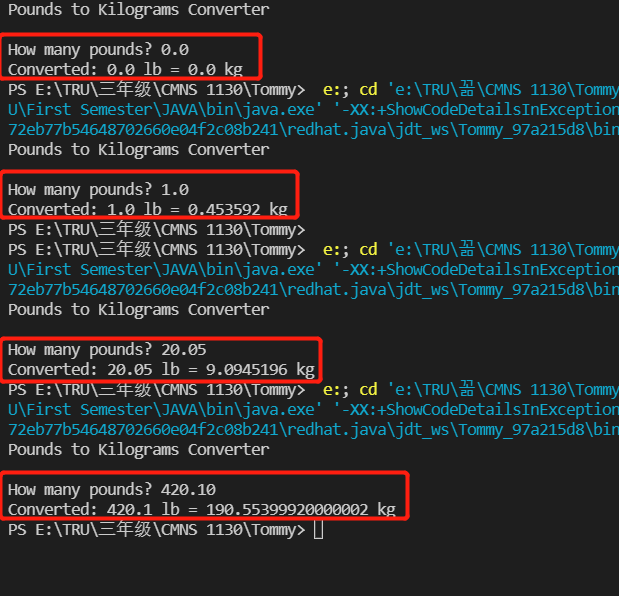 Pounds to Kilograms Converter
How many pounds? 0.0
Converted: 0.0 lb = 0.0 kg
PS E:\TRU\三年级\CMNS 1130\Tommy>  e:; cd 'e:\TRU\끎\CMNS 1130\Tommy
U\First Semester\JAVA\bin\java.exe' '-XX:+ShowCodeDetailsInException
72eb77b54648702660e04f2c08b241\redhat.java\jdt_ws\Tommy_97a215d8\bin
Pounds to Kilograms Converter
How many pounds? 1.0
Converted: 1.0 lb = 0.453592 kg
PS E:\TRU\三年级\CMNS 1130\Tommy>
PS E:\TRU\三年级\CMNS 1130\Tommy>  e:; cd 'e:\TRU\끎\CMNS 1130\Tommy
U\First Semester\JAVA\bin\java.exe' '-XX:+ShowCodeDetailsInException
72eb77b54648702660e04f2c08b241\redhat.java\jdt_ws\Tommy_97a215d8\bin
Pounds to Kilograms Converter
How many pounds? 20.05
Converted: 20.05 lb = 9.0945196 kg
PS E:\TRU\三年级\CMNS 1130\Tommy>  e:; cd 'e:\TRU\끎\CMNS 1130\Tommy
U\First Semester\JAVA\bin\java.exe' '-XX:+ShowCodeDetailsInException
72eb77b54648702660e04f2c08b241\redhat.java\jdt_ws\Tommy_97a215d8\bin
Pounds to Kilograms Converter
How many pounds? 420.10
Converted: 420.1 lb = 190.55399920000002 kg
PS E:\TRU\三年级\CMNS 1130\Tommy>